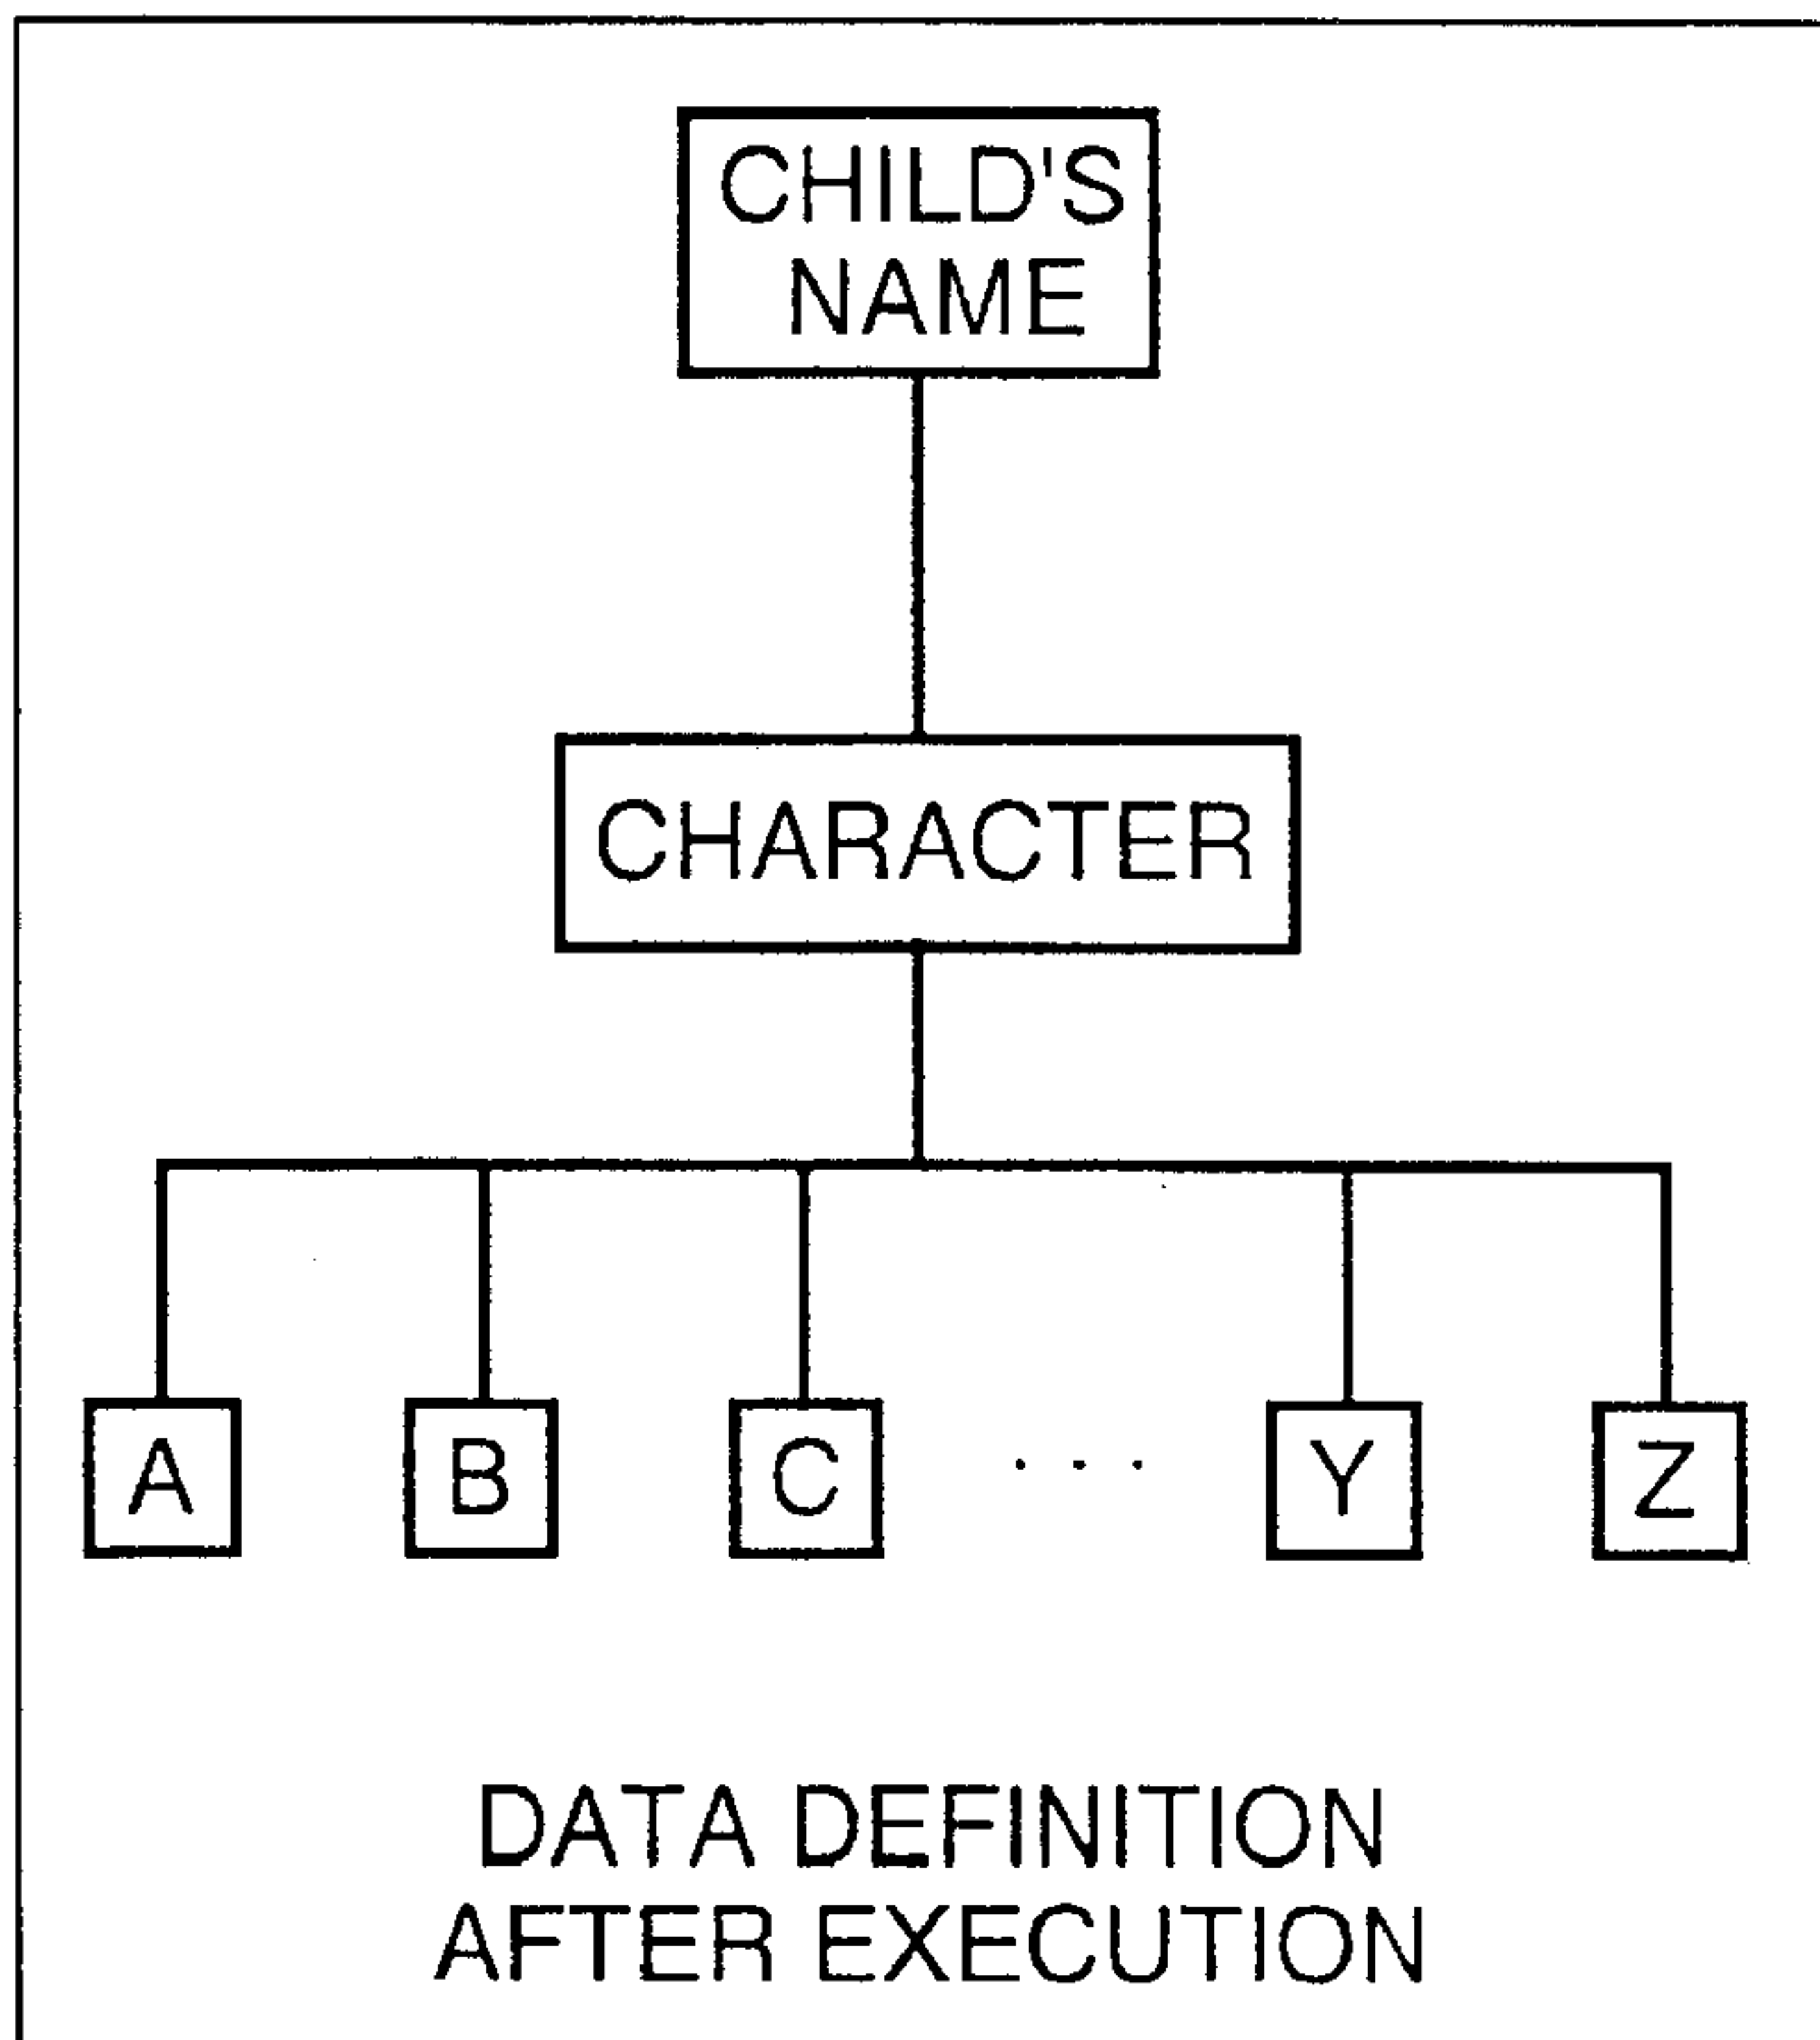 CHILD'S
NAME
CHARACTER
A B C . . . Y Z
DATA DEFINITION
AFTER EXECUTION